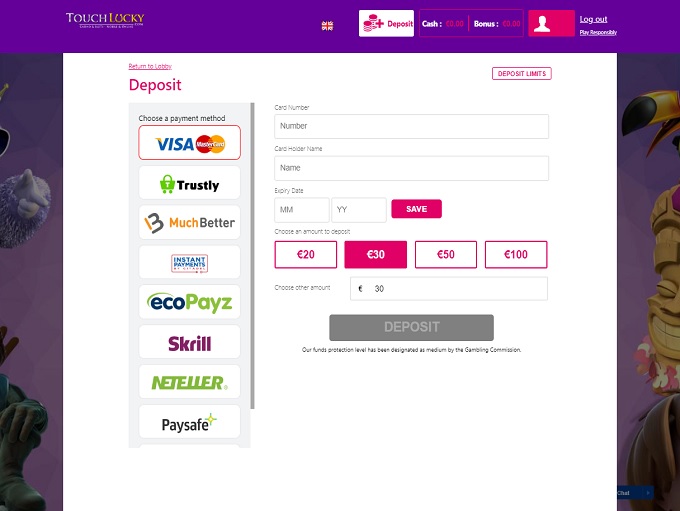 TOUCH LUCKY
Deposit
Cash : £0.00
Bonus : £0.00
Log out
Play Responsibly
Return to Lobby
Deposit
DEPOSIT LIMITS
Choose a payment method
VISA MasterCard
Trustly
MuchBetter
INSTANT
PAYMENTS
ecoPayz
Skrill
NETELLER
Paysafe
Card Number
Number
Card Holder Name
Name
Expiry Date
MM
YY
SAVE
Choose an amount to deposit
€20
€30
€50
€100
Choose other amount
€ 30
DEPOSIT
Our funds protection level has been designated as medium by the Gambling Commission.
Chat